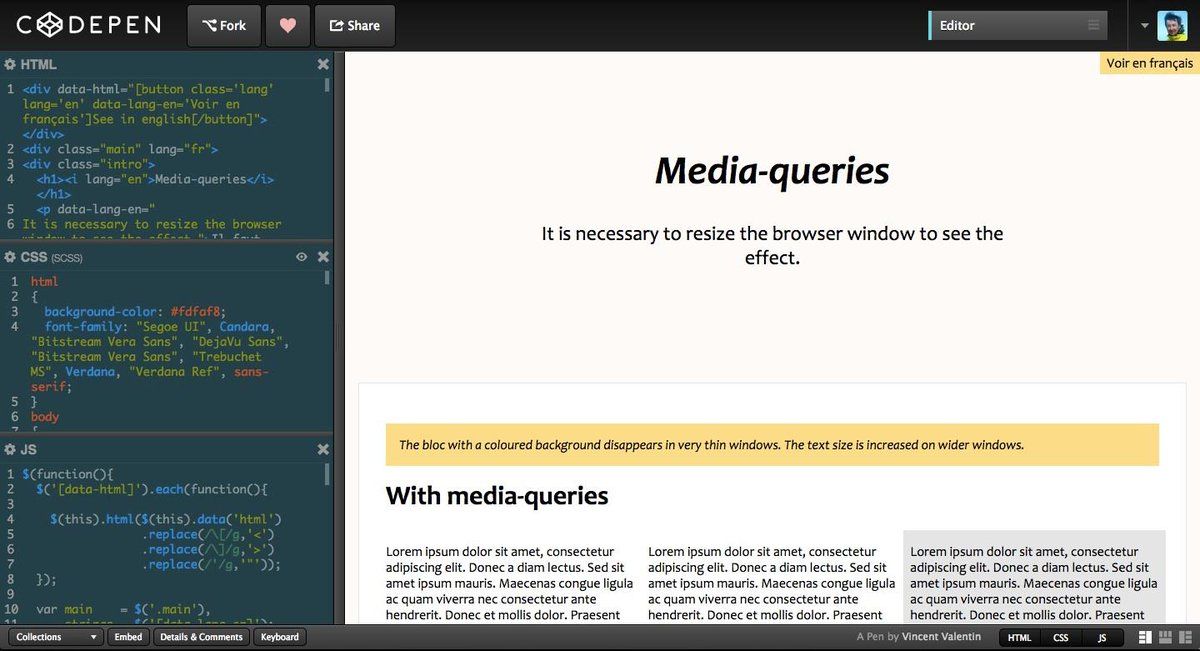 CODEPEN
Fork
Share
Editor
HTML
1 <div data-html="[button class='lang'
lang='en' data-lang-en='Voir en
français']See in english[/button]">
</div>
2 <div class="main" lang="fr">
3 <div class="intro">
4 <h1><i lang="en">Media-queries</i>
</h1>
5 <p data-lang-en="
6 It is necessary to resize the browser
window to see the effect.">Il faut
CSS (SCSS)
1 html
2 {
3 background-color: #fdfaf8;
4 font-family: "Segoe UI", Candara,
"Bitstream Vera Sans", "DejaVu Sans",
"Bitstream Vera Sans", "Trebuchet
MS", Verdana, "Verdana Ref", sans-
serif;
5 }
6 body
7 {
JS
1 $(function(){
2 $('[data-html]').each(function(){
3
4 $(this).html($(this).data('html')
5 .replace(/\[/g,'<')
6 .replace(/\]/g,'>')
7 .replace(/'/g,'"'));
8 });
9
10 var main = $('.main'),
11 strings = $('[data-lang-en]');
Voir en français
Media-queries
It is necessary to resize the browser window to see the
effect.
The bloc with a coloured background disappears in very thin windows. The text size is increased on wider windows.
With media-queries
Lorem ipsum dolor sit amet, consectetur
adipiscing elit. Donec a diam lectus. Sed sit
amet ipsum mauris. Maecenas congue ligula
ac quam viverra nec consectetur ante
hendrerit. Donec et mollis dolor. Praesent
Lorem ipsum dolor sit amet, consectetur
adipiscing elit. Donec a diam lectus. Sed sit
amet ipsum mauris. Maecenas congue ligula
ac quam viverra nec consectetur ante
hendrerit. Donec et mollis dolor. Praesent
Lorem ipsum dolor sit amet, consectetur
adipiscing elit. Donec a diam lectus. Sed sit
amet ipsum mauris. Maecenas congue ligula
ac quam viverra nec consectetur ante
hendrerit. Donec et mollis dolor. Praesent
Collections
Embed
Details & Comments
Keyboard
A Pen by Vincent Valentin
HTML
CSS
JS